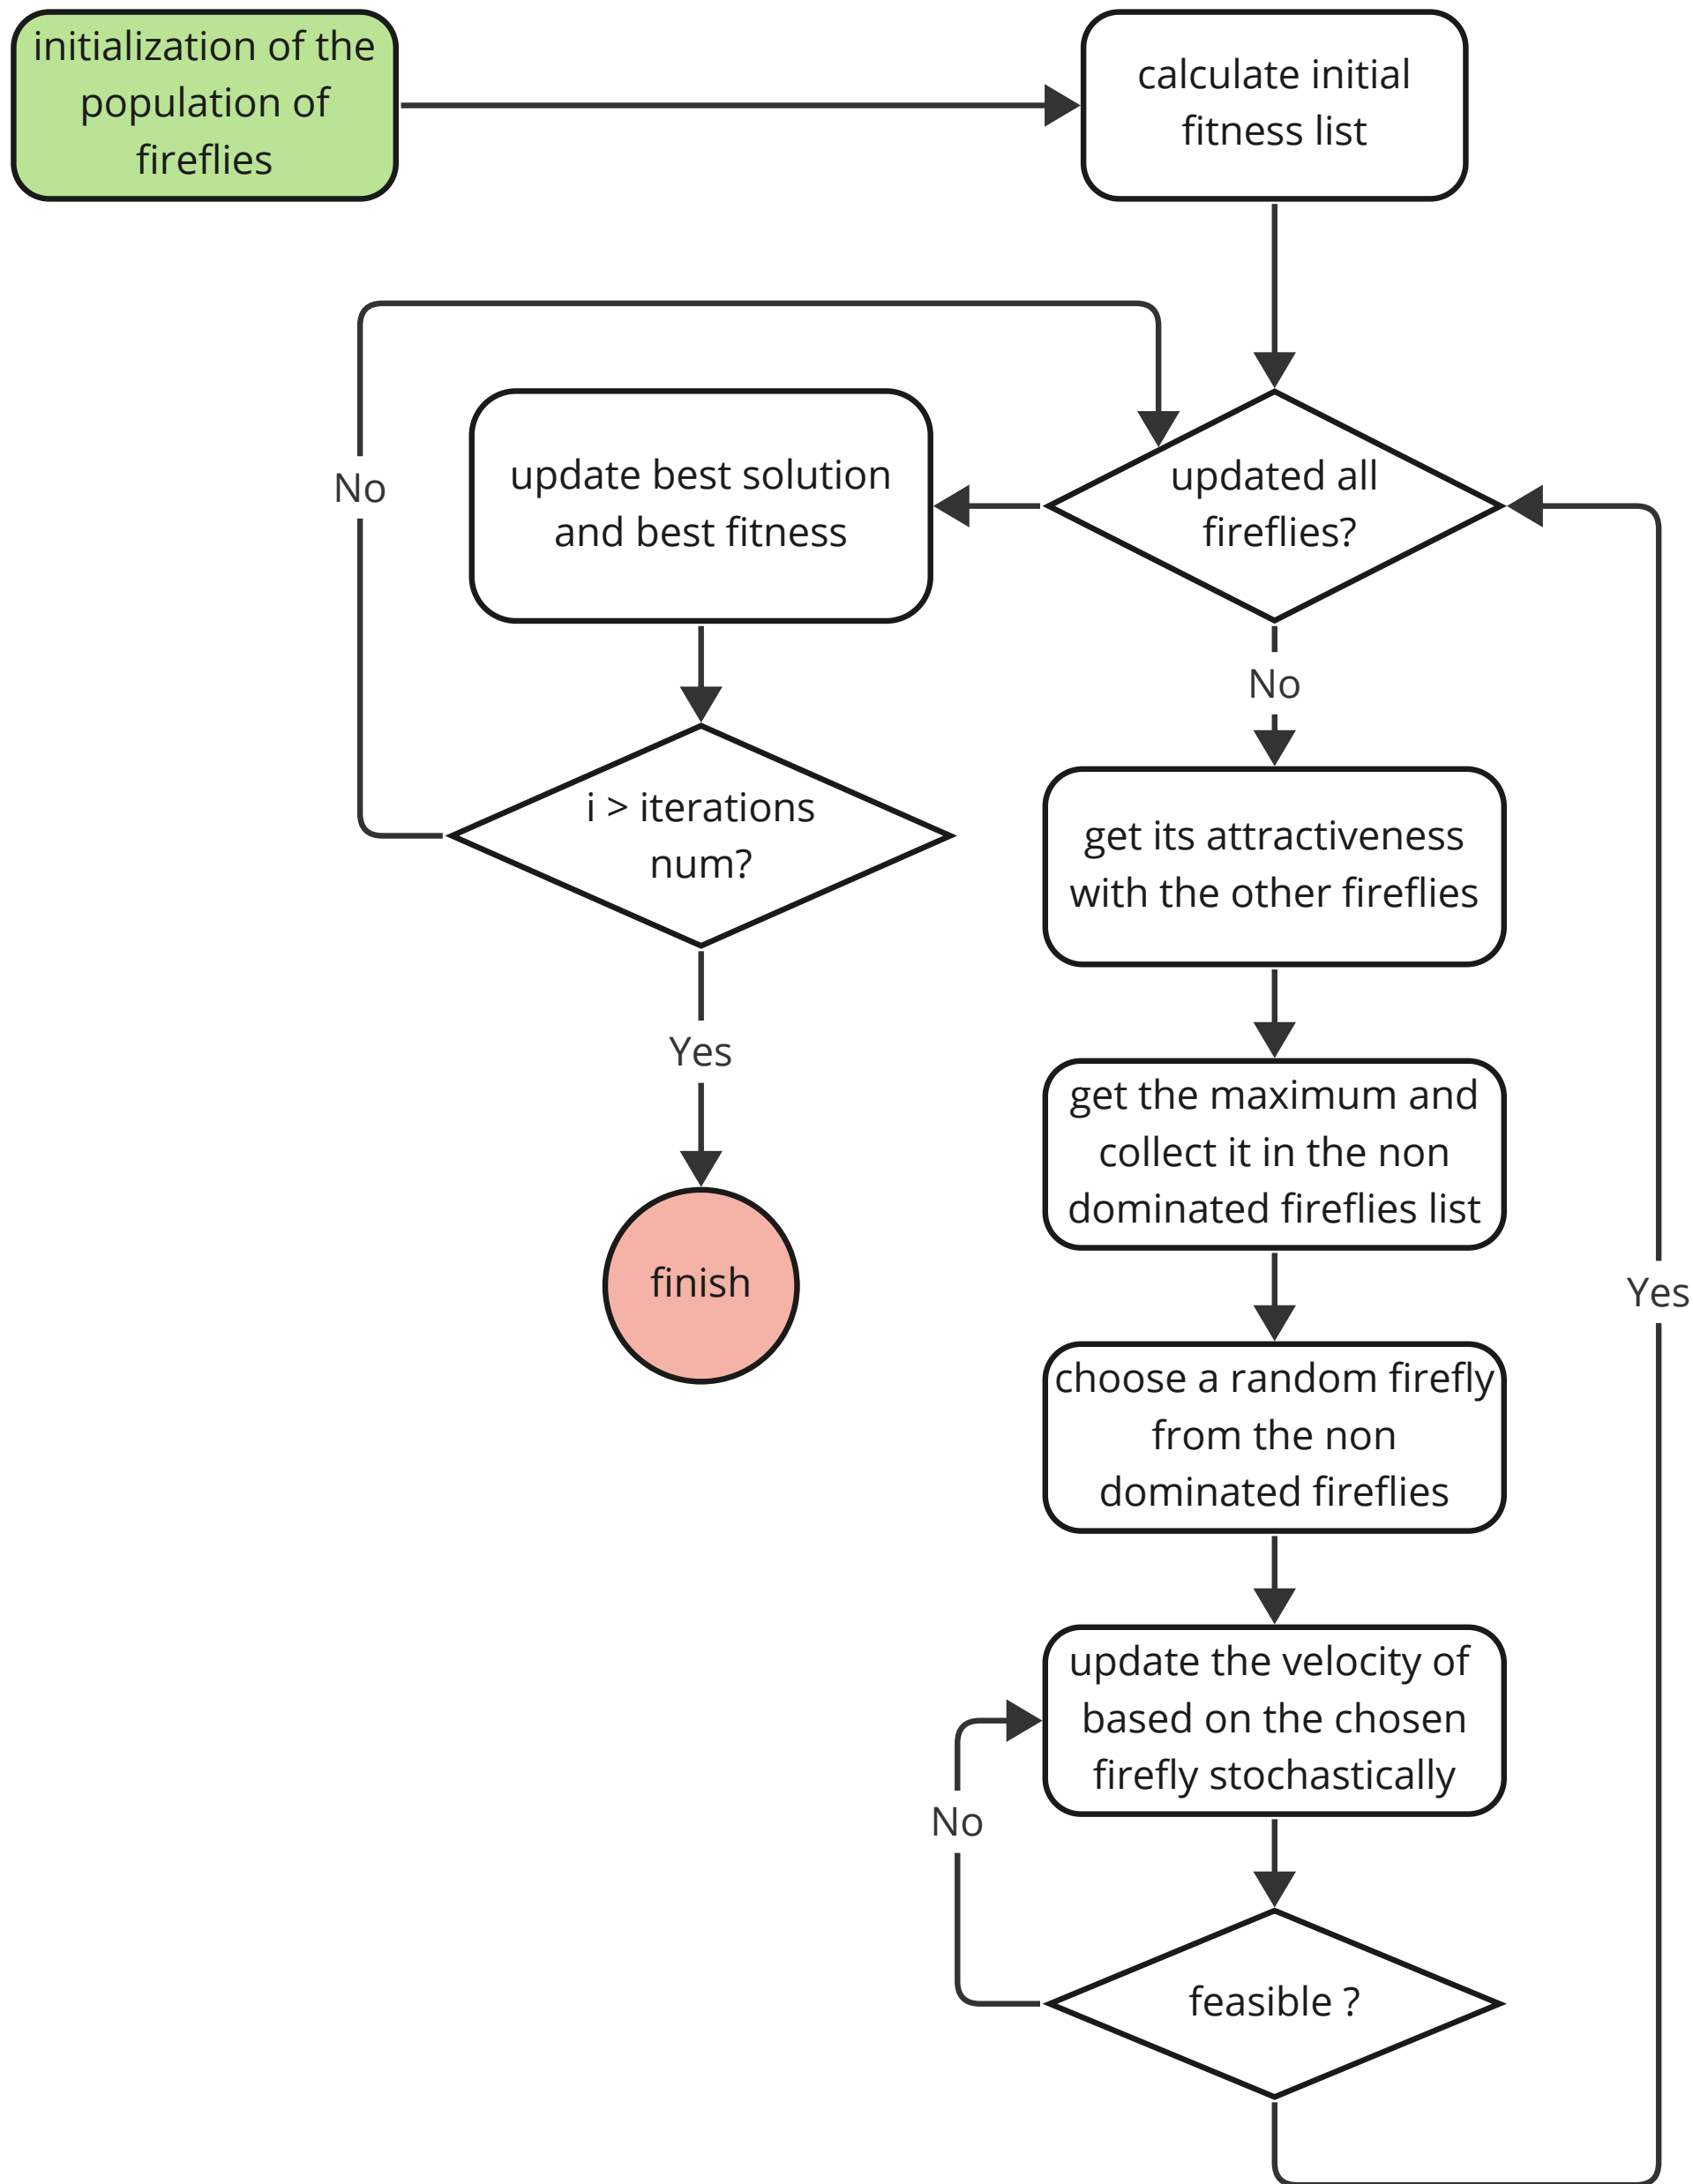 initialization of the
population of
fireflies
calculate initial
fitness list
updated all
fireflies?
update best solution
and best fitness
No
No
i > iterations
num?
get its attractiveness
with the other fireflies
Yes
get the maximum and
collect it in the non
dominated fireflies list
finish
Yes
choose a random firefly
from the non
dominated fireflies
update the velocity of
based on the chosen
firefly stochastically
No
feasible ?